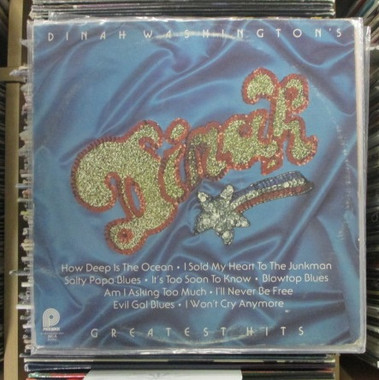 DINAH WASHINGTON'S
Dinah
How Deep Is The Ocean • I Sold My Heart To The Junkman
Salty Papa Blues • It's Too Soon To Know • Blowtop Blues
Am I Asking Too Much • I'll Never Be Free
Evil Gal Blues • I Won't Cry Anymore
GREATEST HITS